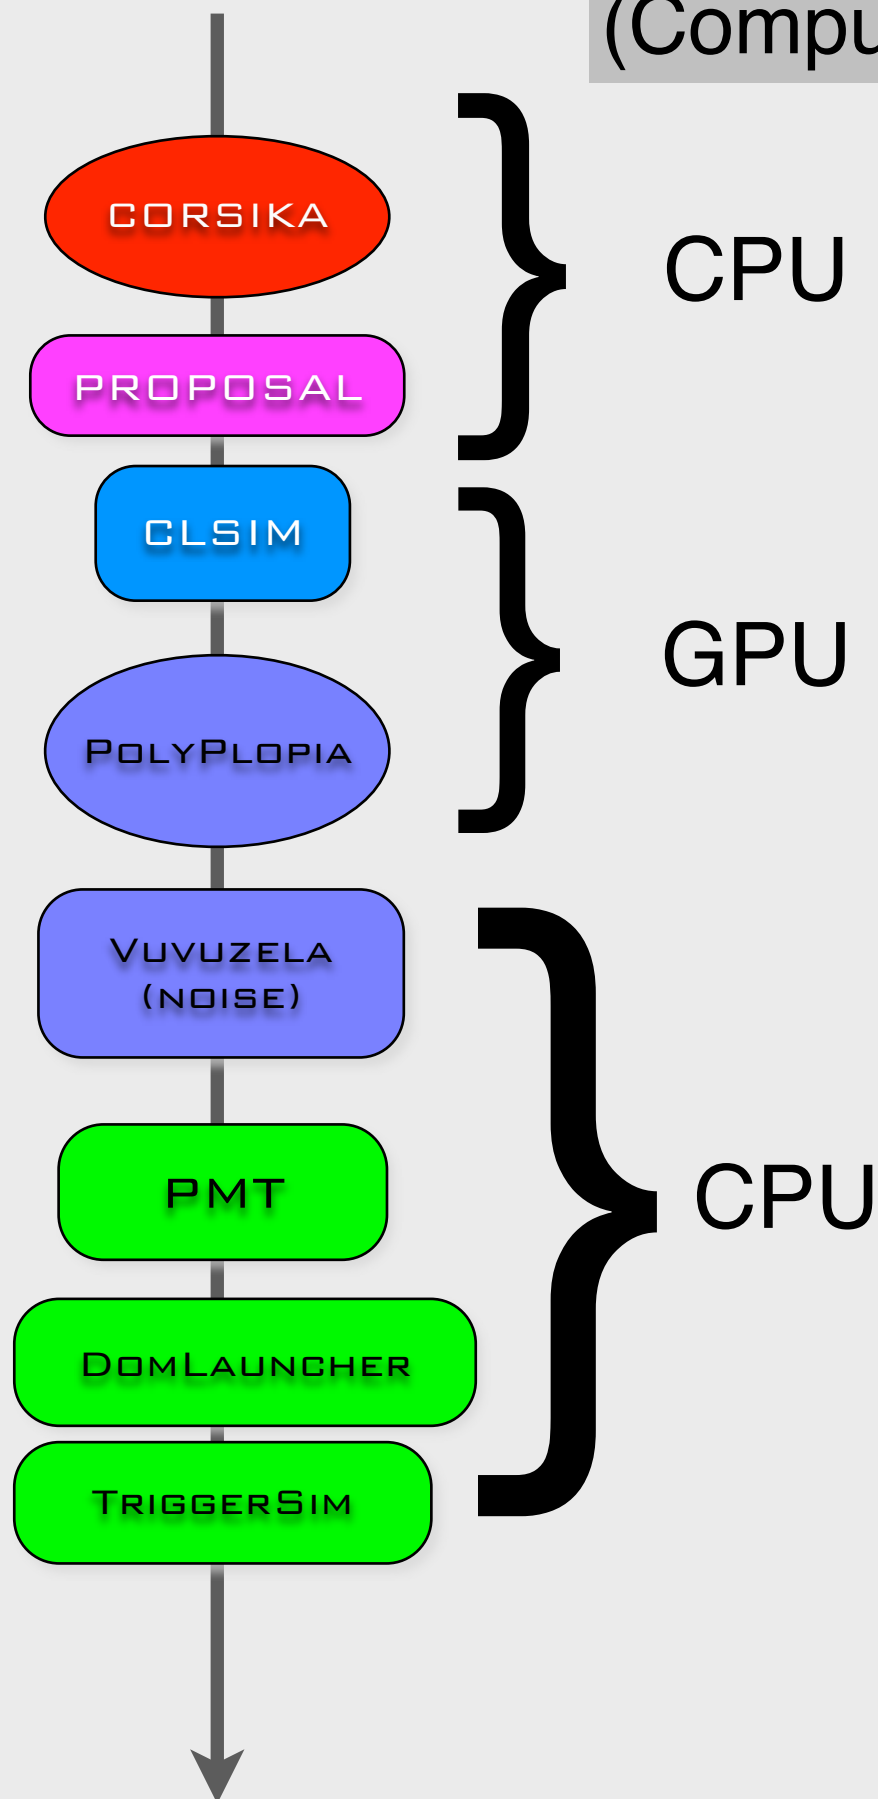 (Compu
CORSIKA
CPU
PROPOSAL
CLSIM
GPU
PolyPlopia
Vuvuzela
(noise)
PMT
CPU
DomLauncher
TriggerSim